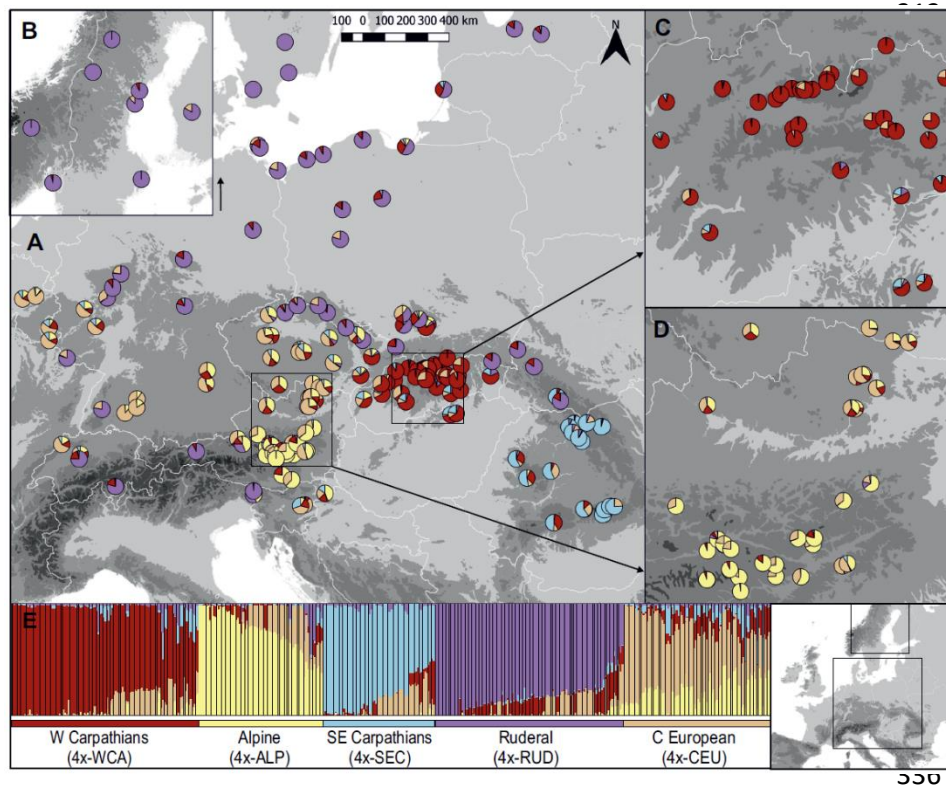 B
100 0 100 200 300 400 km
N
C
A
D
E
W Carpathians
(4x-WCA)
Alpine
(4x-ALP)
SE Carpathians
(4x-SEC)
Ruderal
(4x-RUD)
C European
(4x-CEU)